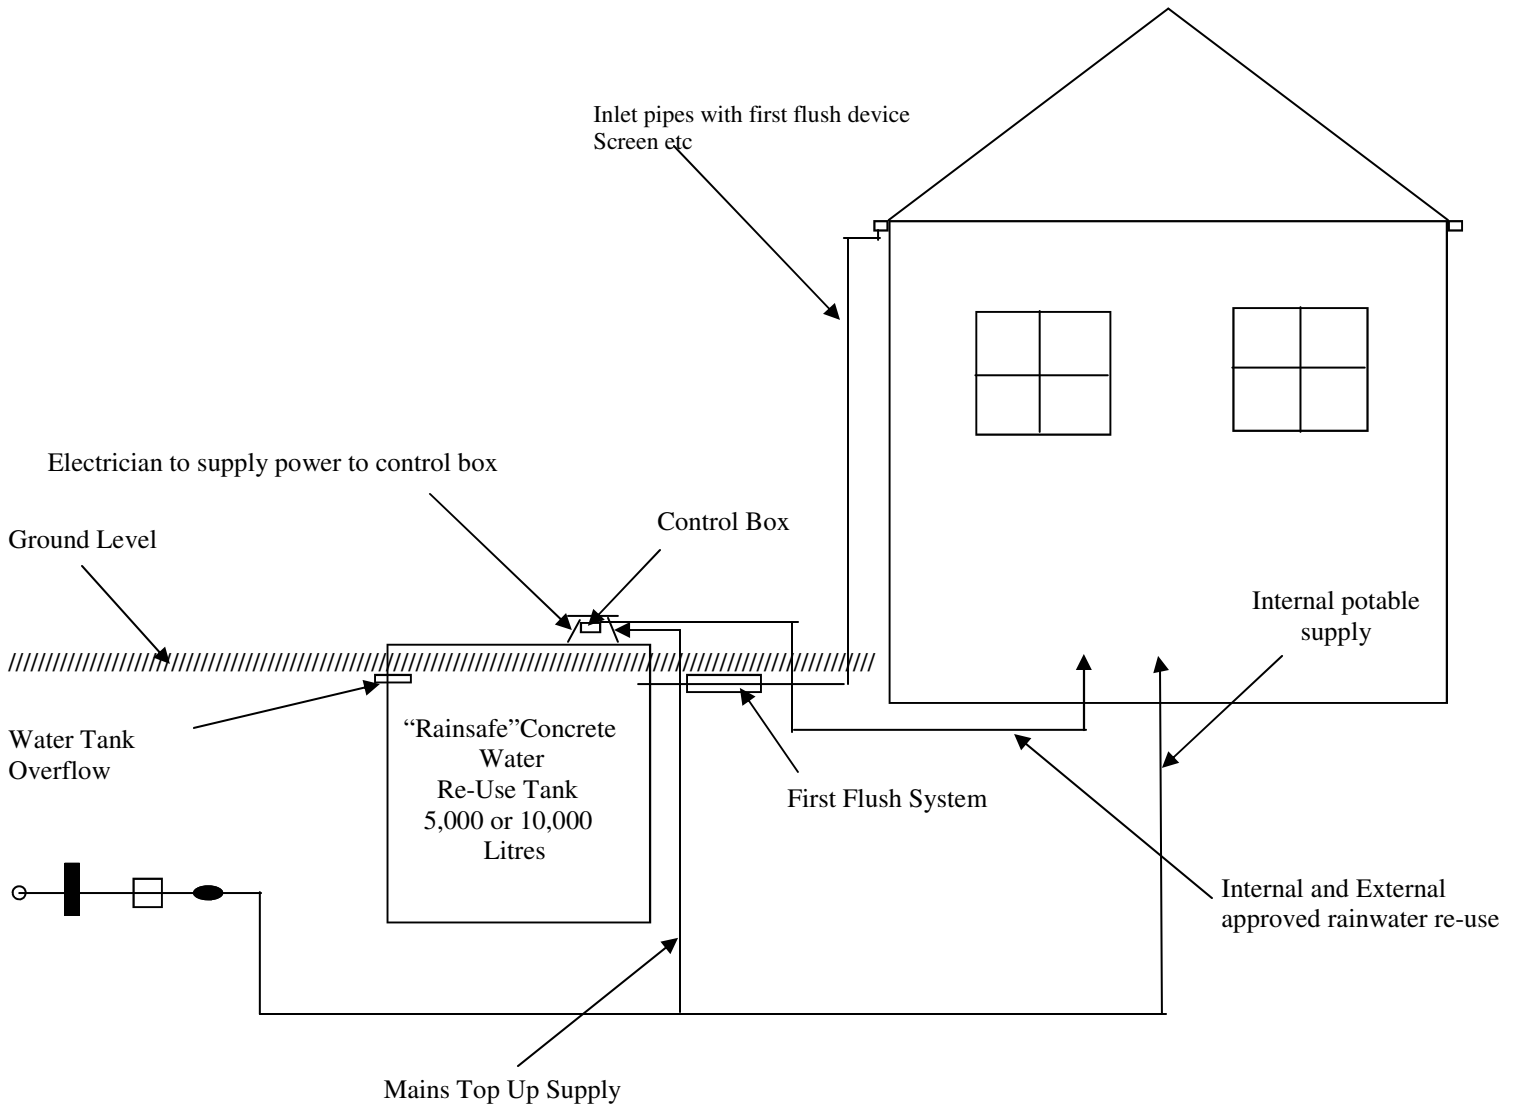 Inlet pipes with first flush device
Screen etc
Electrician to supply power to control box
Control Box
Ground Level
Internal potable
supply
Water Tank
Overflow
“Rainsafe”Concrete
Water
Re-Use Tank
5,000 or 10,000
Litres
First Flush System
Internal and External
approved rainwater re-use
Mains Top Up Supply